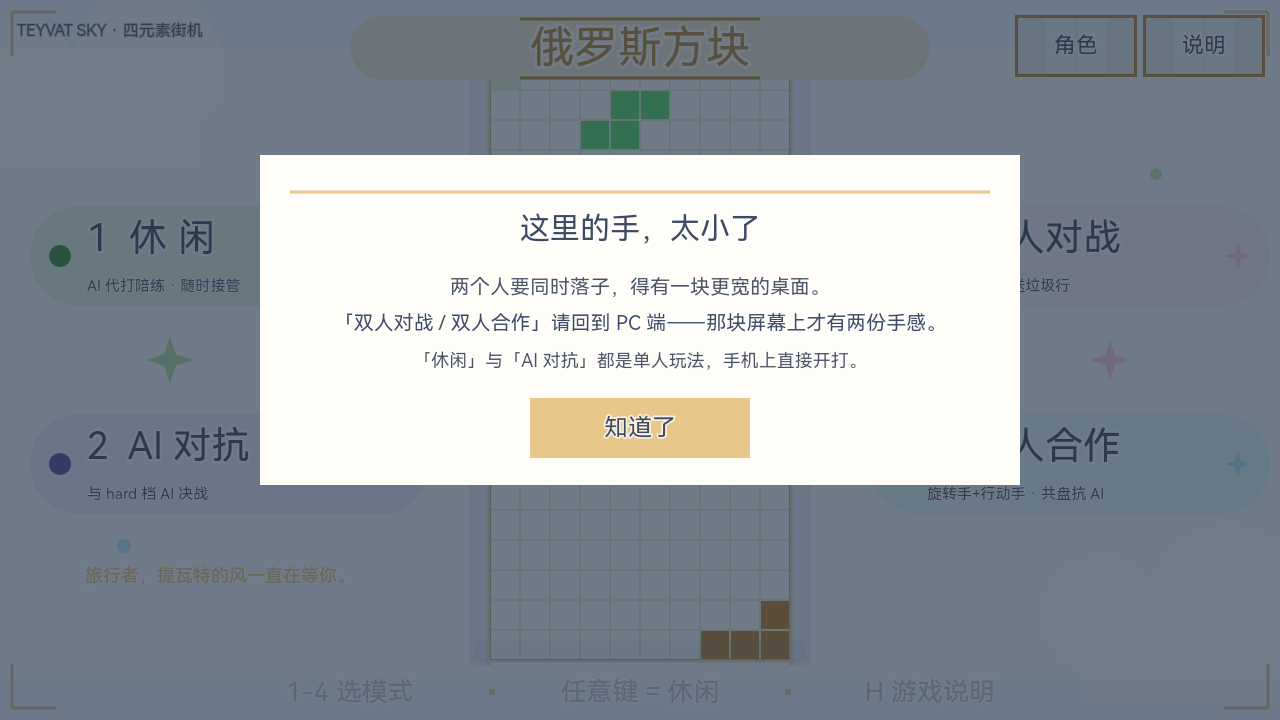 TEYVAT SKY · 四元素街机
俄罗斯方块
角色
说明
这里的手，太小了
两个人要同时落子，得有一块更宽的桌面。
「双人对战 / 双人合作」请回到 PC 端——那块屏幕上才有两份手感。
「休闲」与「AI 对抗」都是单人玩法，手机上直接开打。
知道了
1 休 闲
AI 代打陪练 · 随时接管
人对战
垃圾行
2 AI 对抗
与 hard 档 AI 决战
人合作
旋转手+行动手 · 共盘抗 AI
旅行者，提瓦特的风一直在等你。
1-4 选模式
任意键 = 休闲
H 游戏说明